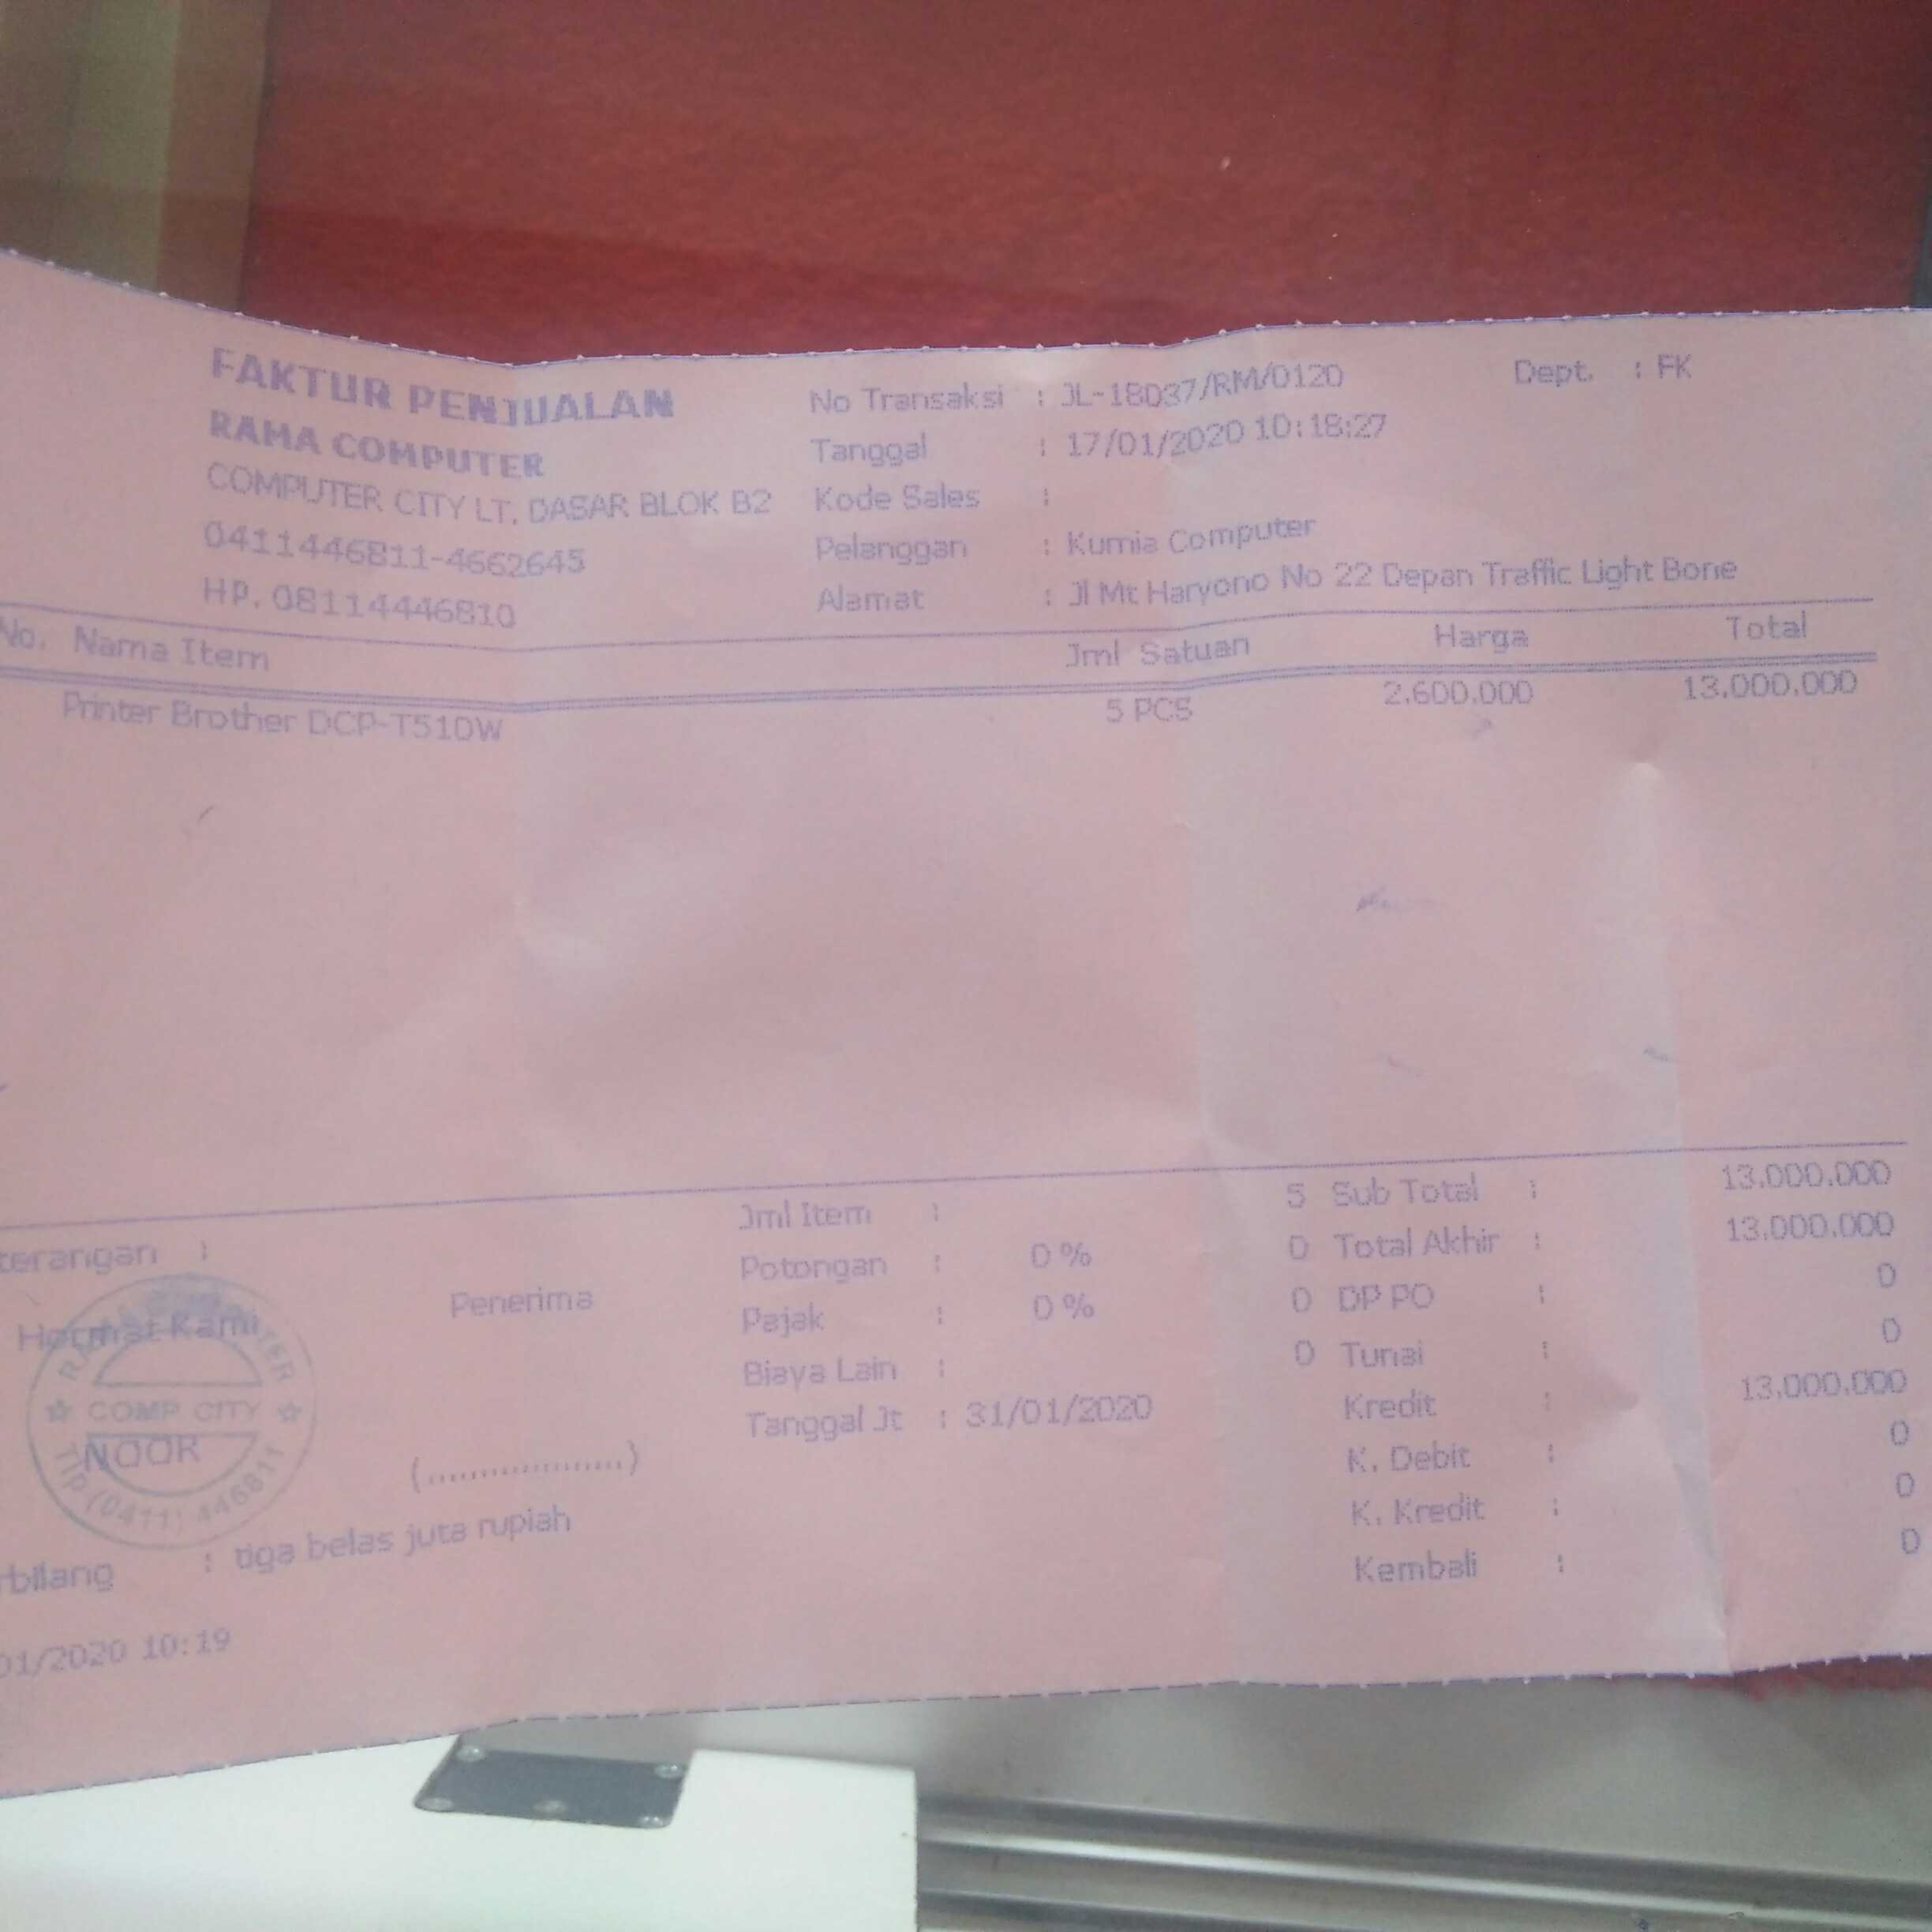 FAKTUR PENJUALAN
RAMA COMPUTER
COMPUTER CITY LT. DASAR BLOK B2
0411446811-4662645
HP. 08114446810
No Transaksi : JL-18037/RM/0120
Dept. : FK
Tanggal : 17/01/2020 10:18:27
Kode Sales :
Pelanggan : Kurnia Computer
Alamat : Jl Mt Haryono No 22 Depan Traffic Light Bone
No. Nama Item Jml Satuan Harga Total
Printer Brother DCP-T510W 5 PCS 2.600.000 13.000.000
terangan :
Hormat Kami
Penerima
COMP CITY
NOOR
TLP (0411) 446811
(...................)
rbilang : tiga belas juta rupiah
01/2020 10:19
Jml Item : 5
Potongan : 0 % 0
Pajak : 0 % 0
Biaya Lain : 0
Tanggal Jt : 31/01/2020
Sub Total : 13.000.000
Total Akhir : 13.000.000
DP PO : 0
Tunai : 0
Kredit : 13.000.000
K. Debit : 0
K. Kredit : 0
Kembali : 0